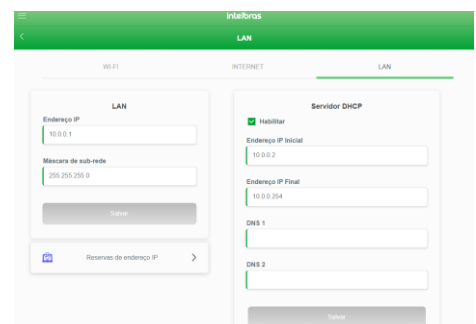 intelbras
LAN
WI-FI
INTERNET
LAN
LAN
Endereço IP
10.0.0.1
Máscara de sub-rede
255.255.255.0
Salvar
Reservas de endereço IP
Servidor DHCP
Habilitar
Endereço IP Inicial
10.0.0.2
Endereço IP Final
10.0.0.254
DNS 1
DNS 2
Salvar